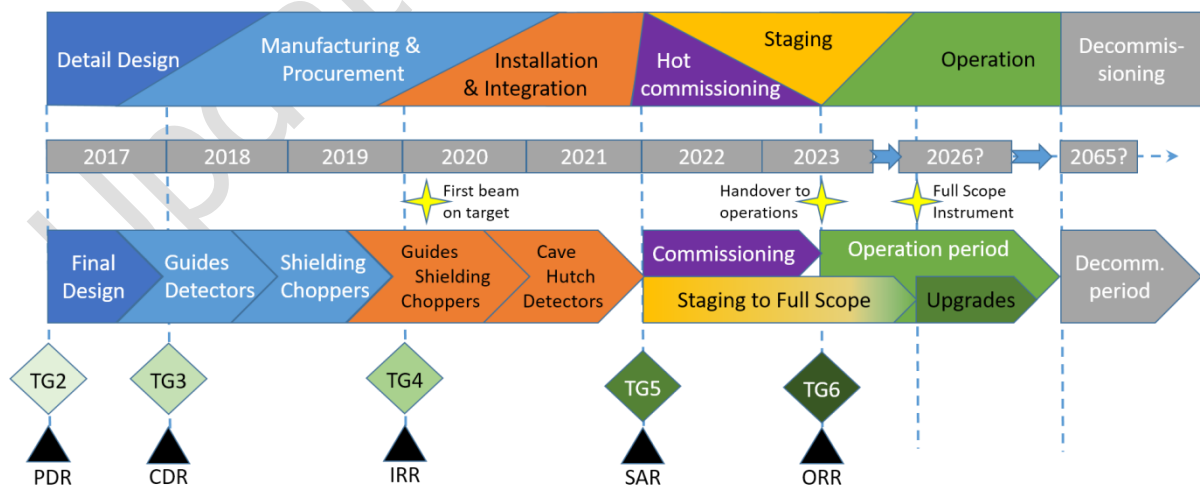 Detail Design
Manufacturing &
Procurement
Installation
& Integration
Hot
commissioning
Staging
Operation
Decommis-
sioning
2017
2018
2019
2020
2021
2022
2023
2026?
2065?
First beam
on target
Handover to
operations
Full Scope
Instrument
Final
Design
Guides
Detectors
Shielding
Choppers
Guides
Shielding
Choppers
Cave
Hutch
Detectors
Commissioning
Operation period
Staging to Full Scope
Upgrades
Decomm.
period
TG2
TG3
TG4
TG5
TG6
PDR
CDR
IRR
SAR
ORR